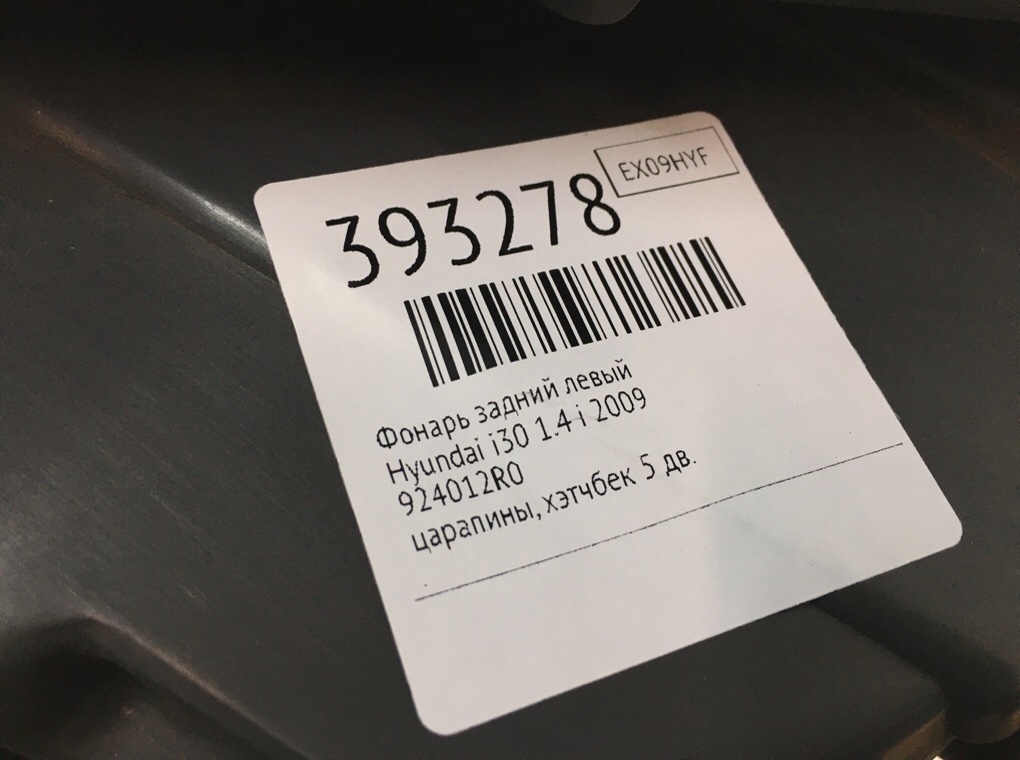 EX09HYF
393278
Фонарь задний левый
Hyundai i30 1.4 i 2009
924012R0
царапины, хэтчбек 5 дв.